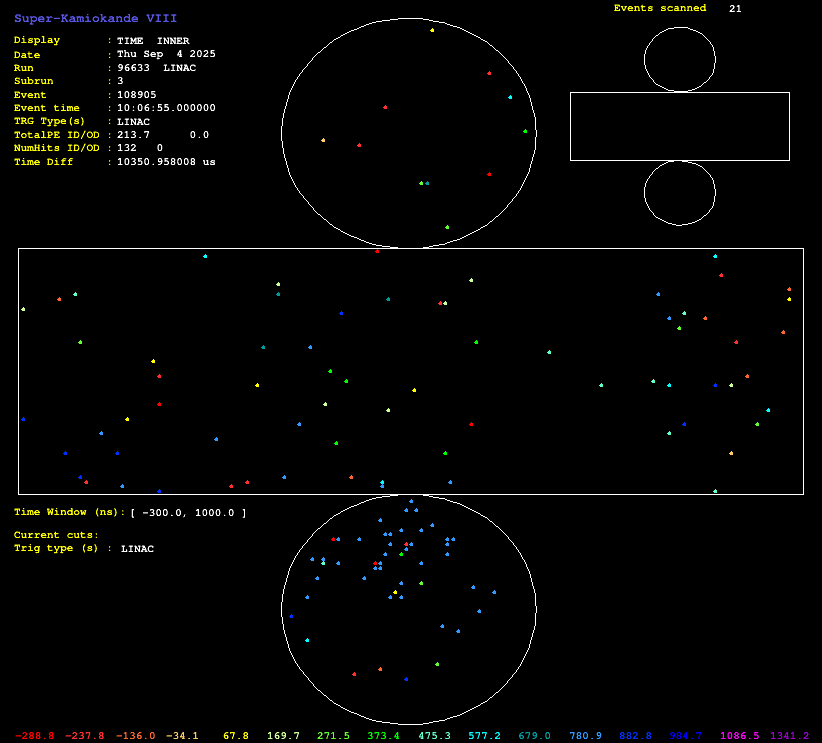 Super-Kamiokande VIII
Events scanned 21
Display : TIME INNER
Date : Thu Sep 4 2025
Run : 96633 LINAC
Subrun : 3
Event : 108905
Event time : 10:06:55.000000
TRG Type(s) : LINAC
TotalPE ID/OD : 213.7 0.0
NumHits ID/OD : 132 0
Time Diff : 10350.958008 us
Time Window (ns): [ -300.0, 1000.0 ]
Current cuts:
Trig type (s) : LINAC
-288.8 -237.8 -136.0 -34.1 67.8 169.7 271.5 373.4 475.3 577.2 679.0 780.9 882.8 984.7 1086.5 1341.2